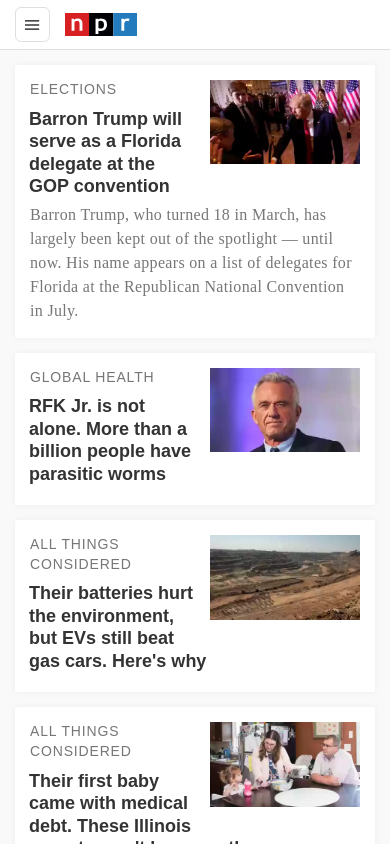 npr
ELECTIONS
Barron Trump will
serve as a Florida
delegate at the
GOP convention
Barron Trump, who turned 18 in March, has
largely been kept out of the spotlight — until
now. His name appears on a list of delegates for
Florida at the Republican National Convention
in July.
GLOBAL HEALTH
RFK Jr. is not
alone. More than a
billion people have
parasitic worms
ALL THINGS
CONSIDERED
Their batteries hurt
the environment,
but EVs still beat
gas cars. Here's why
ALL THINGS
CONSIDERED
Their first baby
came with medical
debt. These Illinois